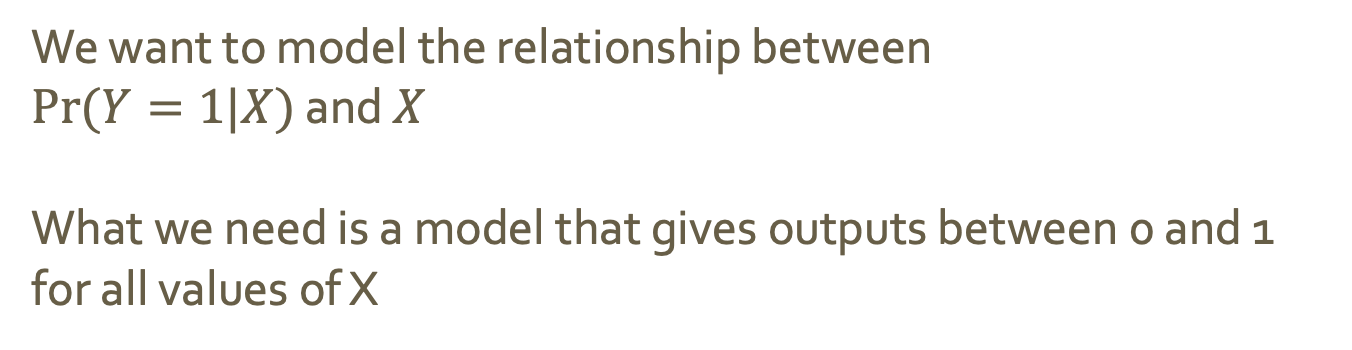 We want to model the relationship between
Pr(𝑌 = 1|𝑋) and 𝑋
What we need is a model that gives outputs between 0 and 1
for all values of X